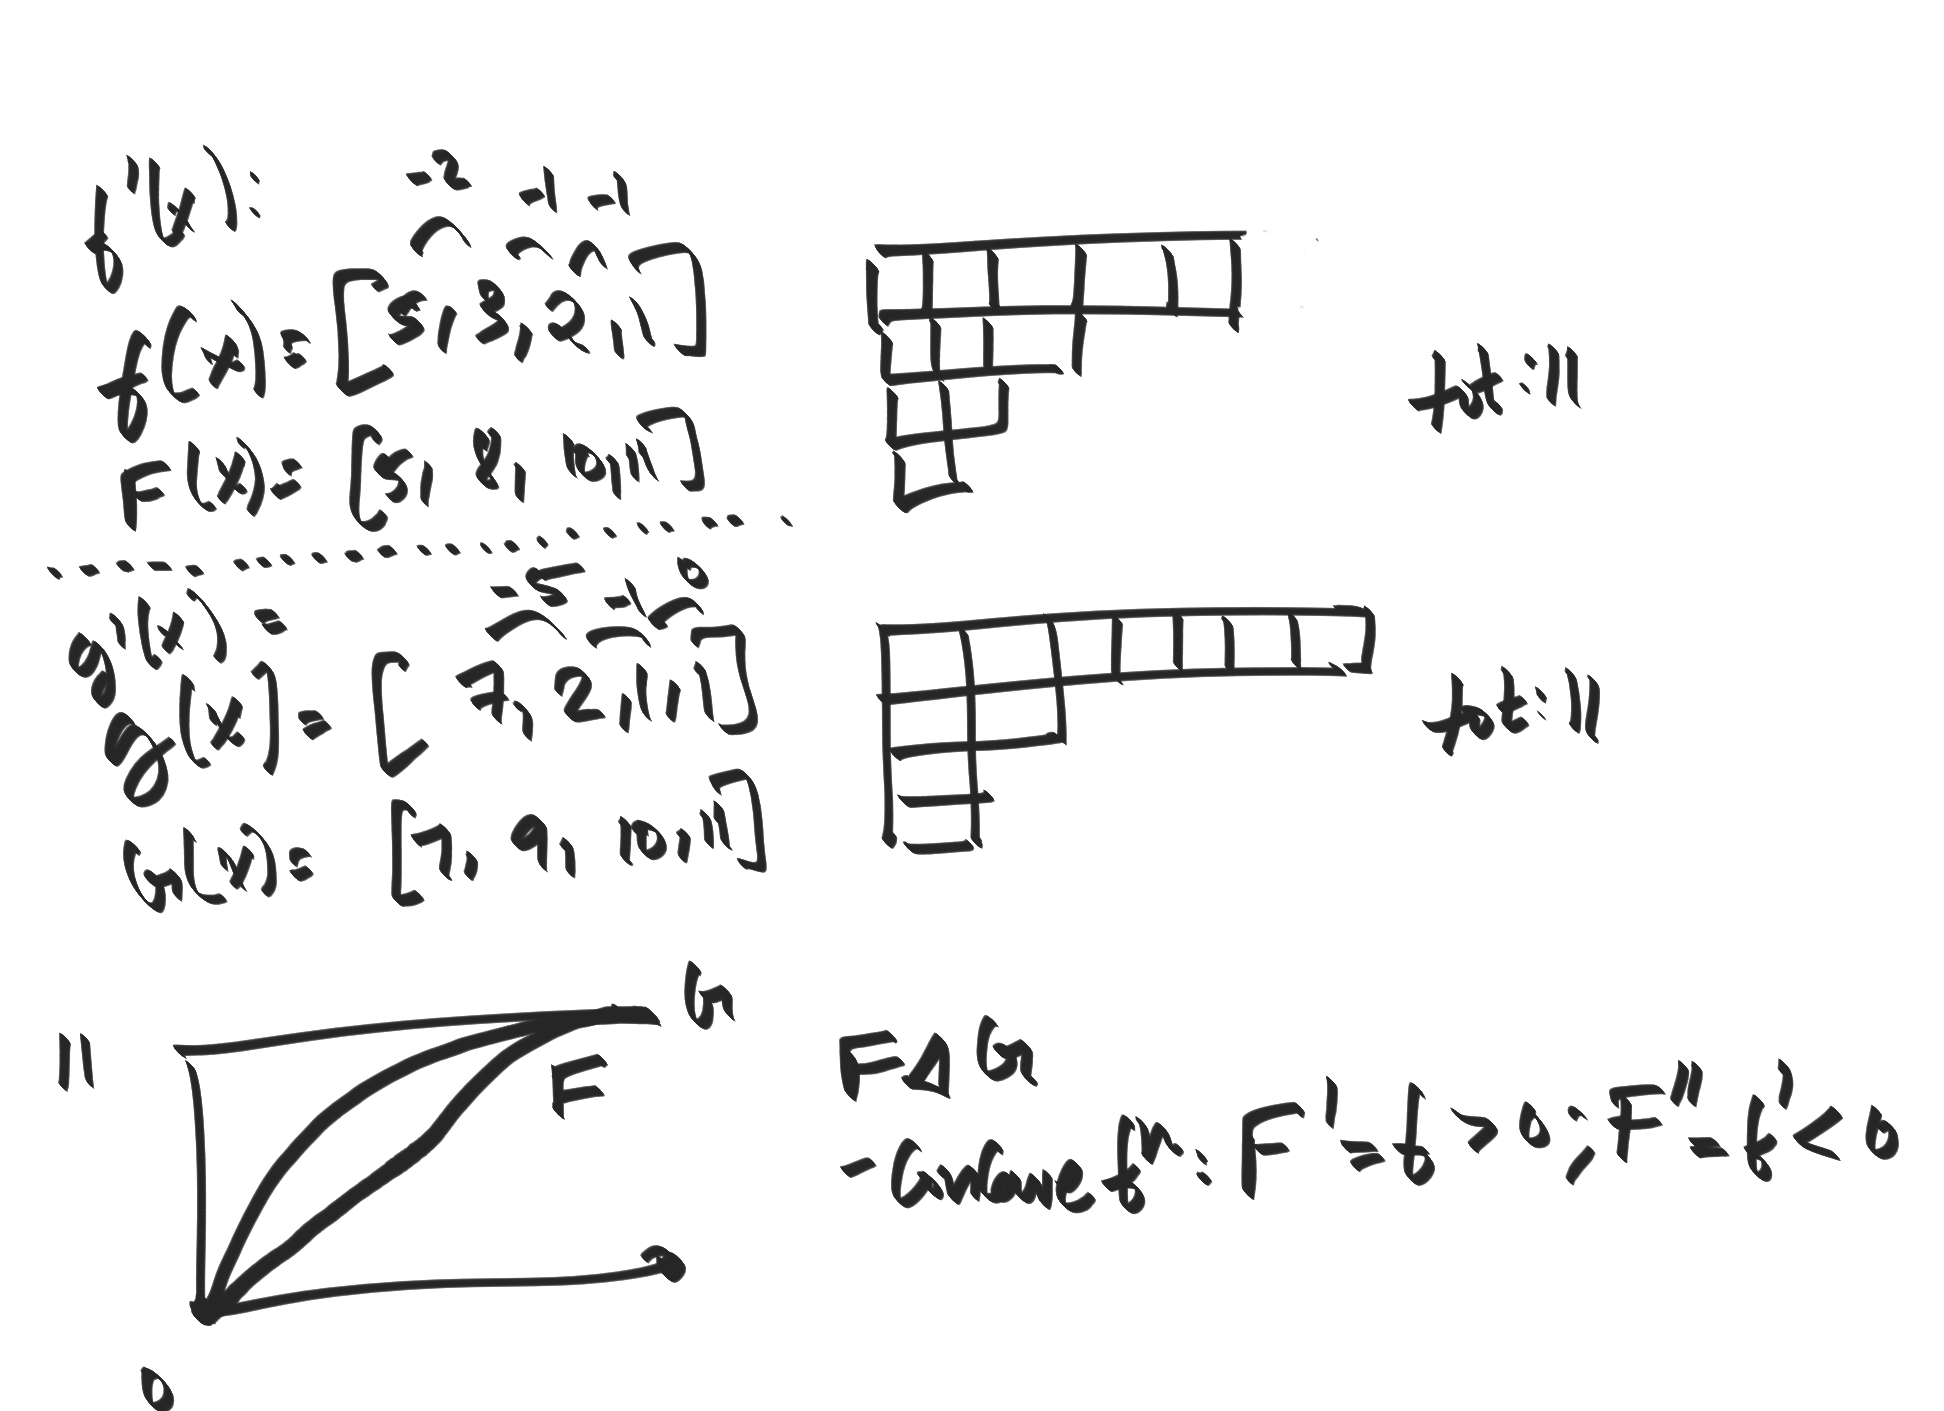 f'(x): -2 -1 -1
f(x) = [5, 3, 2, 1]
F(x) = [5, 8, 10, 11]
tot: 11
g'(x) = -5 -1 0
g(x) = [7, 2, 1, 1]
G(x) = [7, 9, 10, 11]
tot: 11
11
G
F
0
F Δ G
- Concave fⁿ: F' = f > 0; F'' = f' < 0